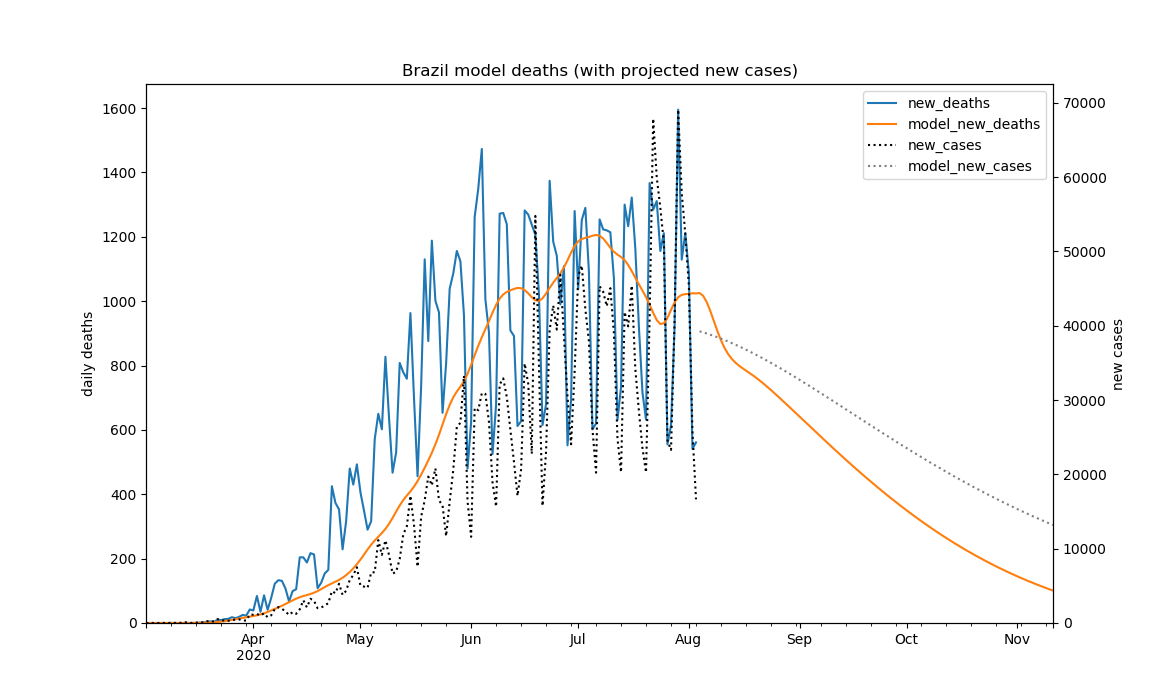 Brazil model deaths (with projected new cases)
new_deaths
model_new_deaths
new_cases
model_new_cases
daily deaths
1600
1400
1200
1000
800
600
400
200
0
new cases
70000
60000
50000
40000
30000
20000
10000
0
Apr
2020
May
Jun
Jul
Aug
Sep
Oct
Nov